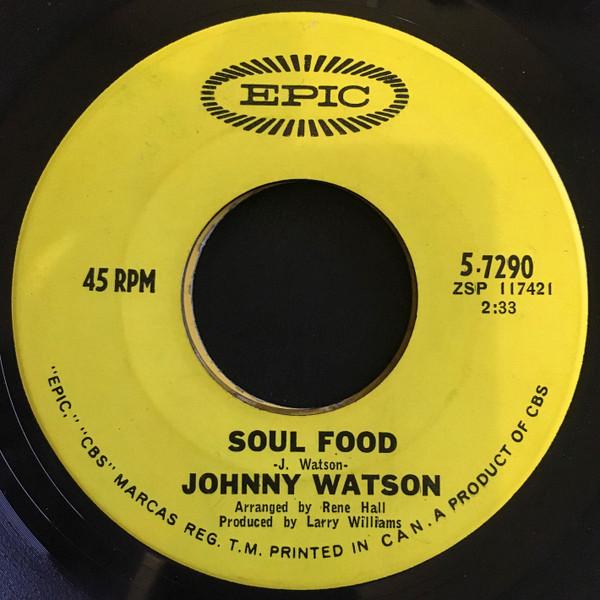 EPIC
45 RPM
5-7290
ZSP 117421
2:33
SOUL FOOD
-J. Watson-
JOHNNY WATSON
Arranged by Rene Hall
Produced by Larry Williams
"EPIC," "CBS" MARCAS REG. T.M. PRINTED IN CAN. A PRODUCT OF CBS